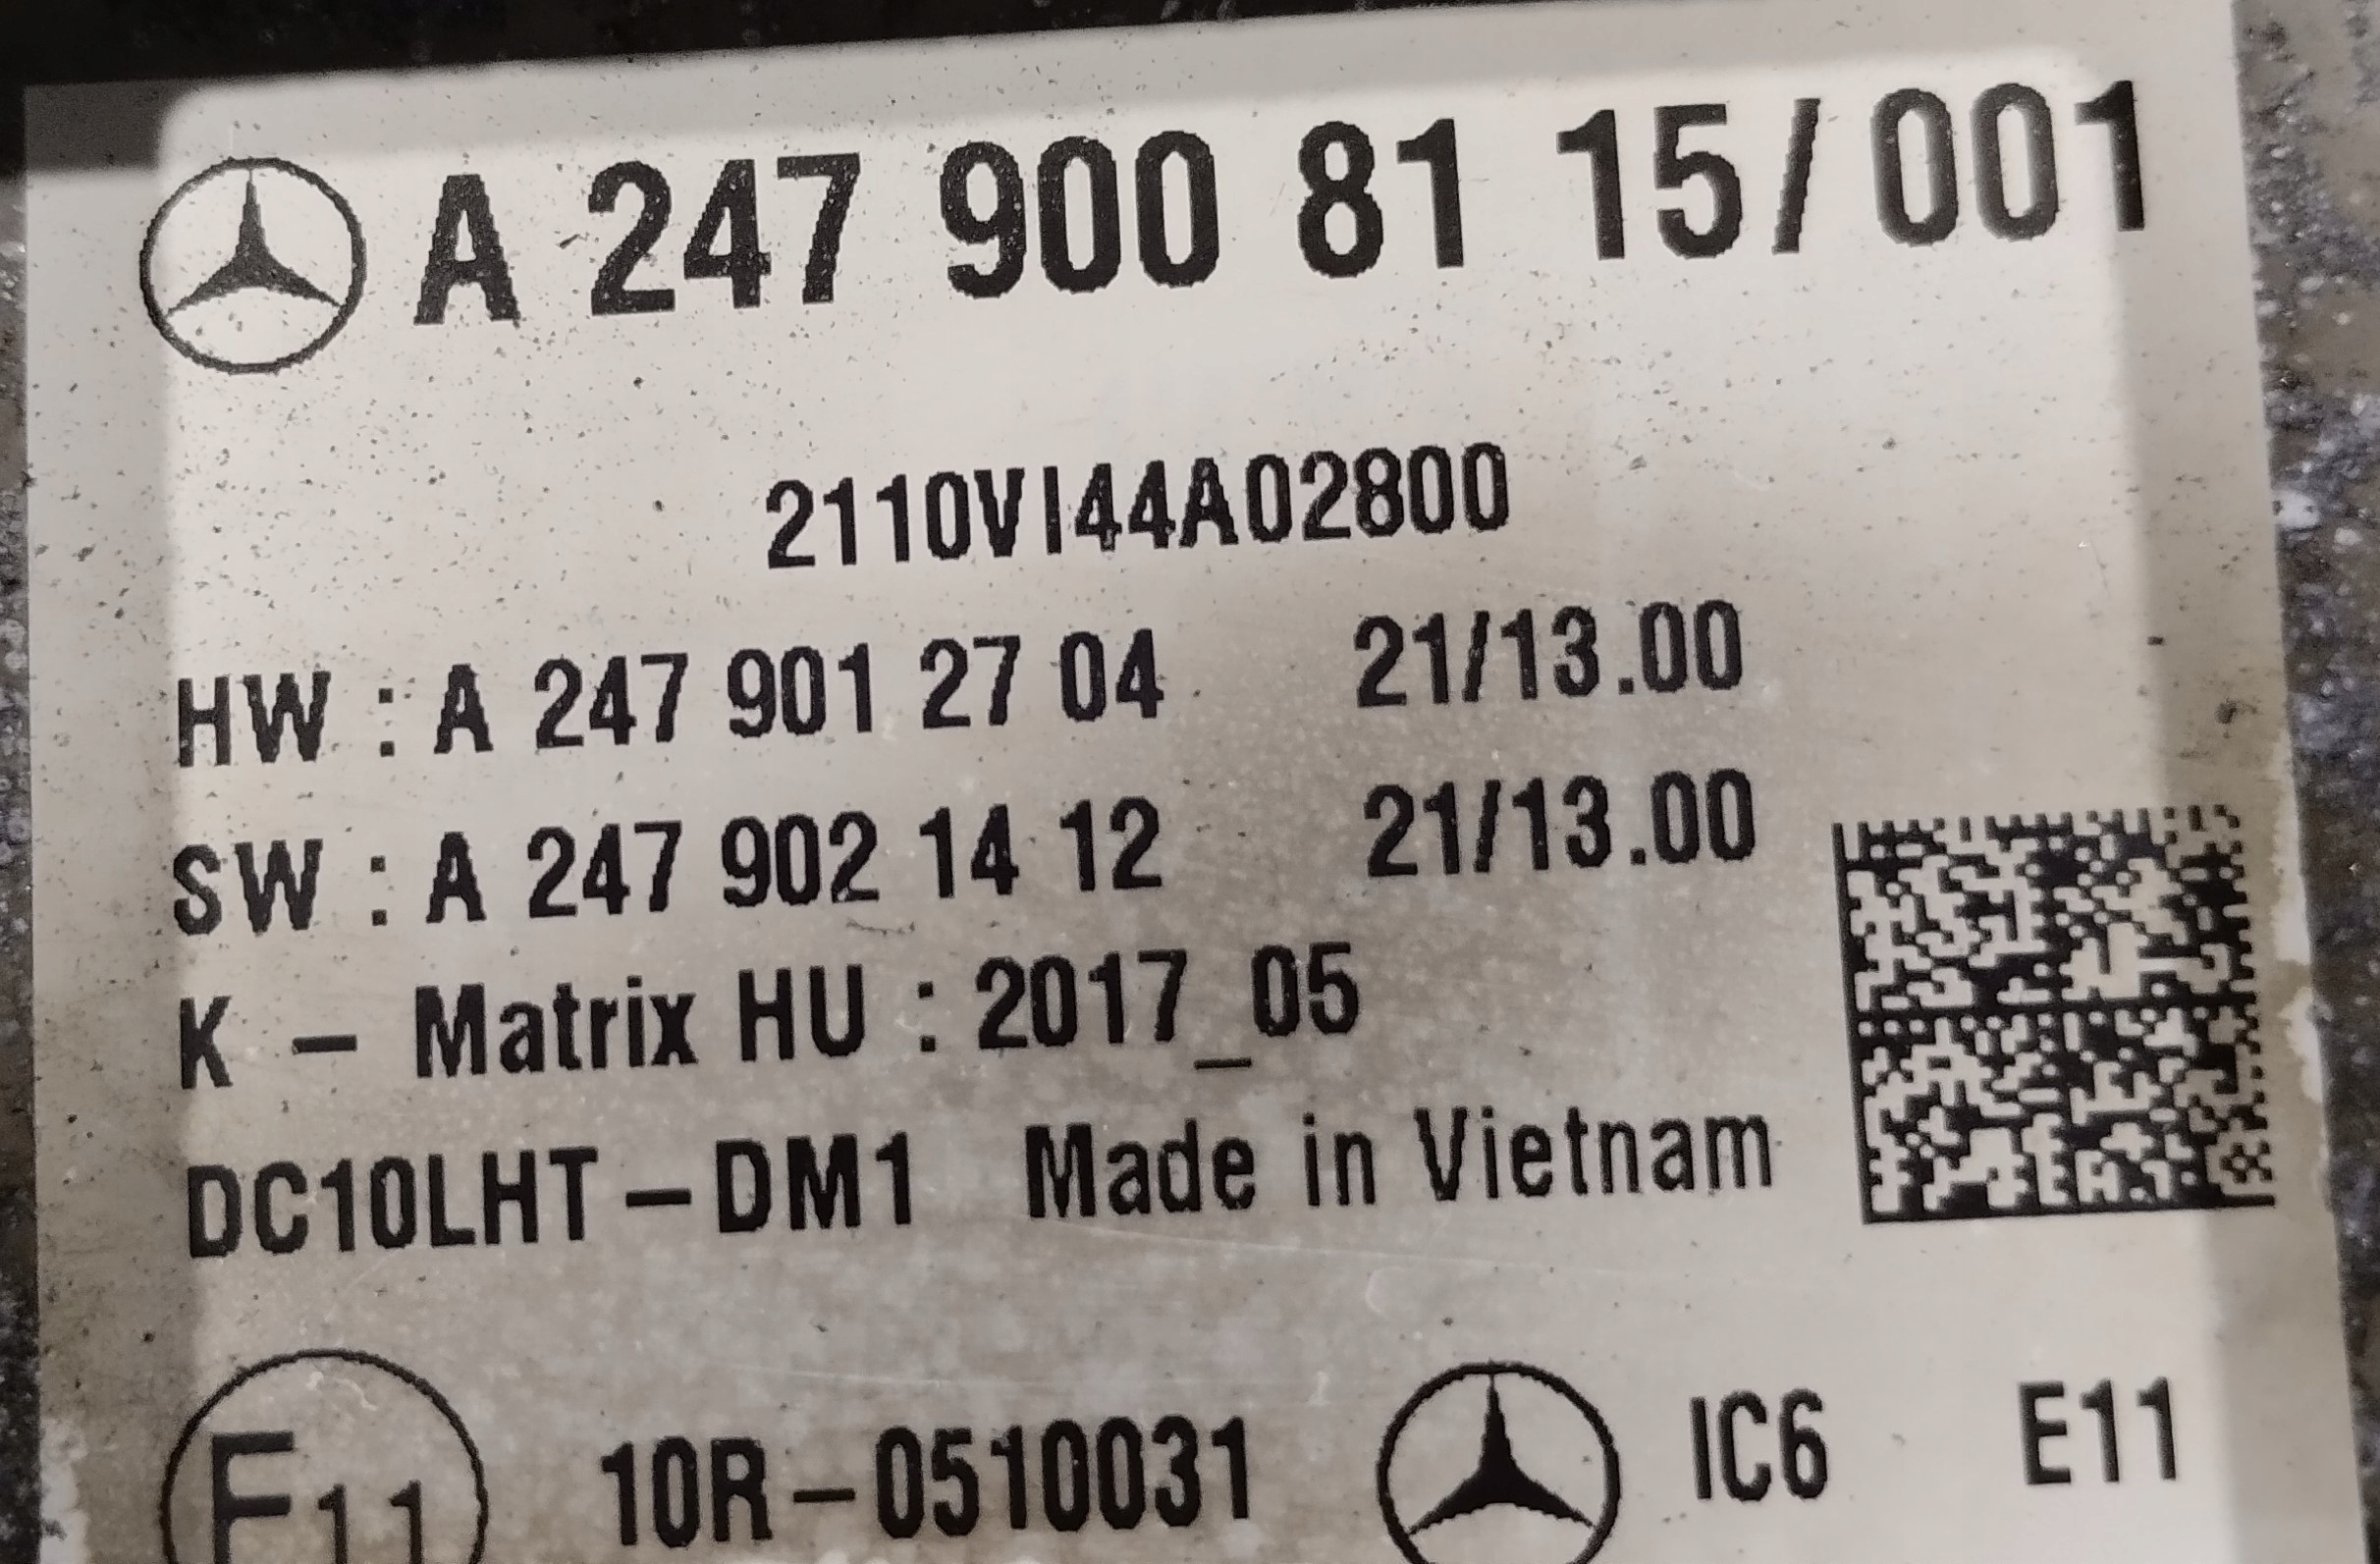 A 247 900 81 15/001
2110VI44A02800
HW : A 247 901 27 04 21/13.00
SW : A 247 902 14 12 21/13.00
K - Matrix HU : 2017_05
DC10LHT-DM1 Made in Vietnam
E11 10R-0510031 IC6 E11